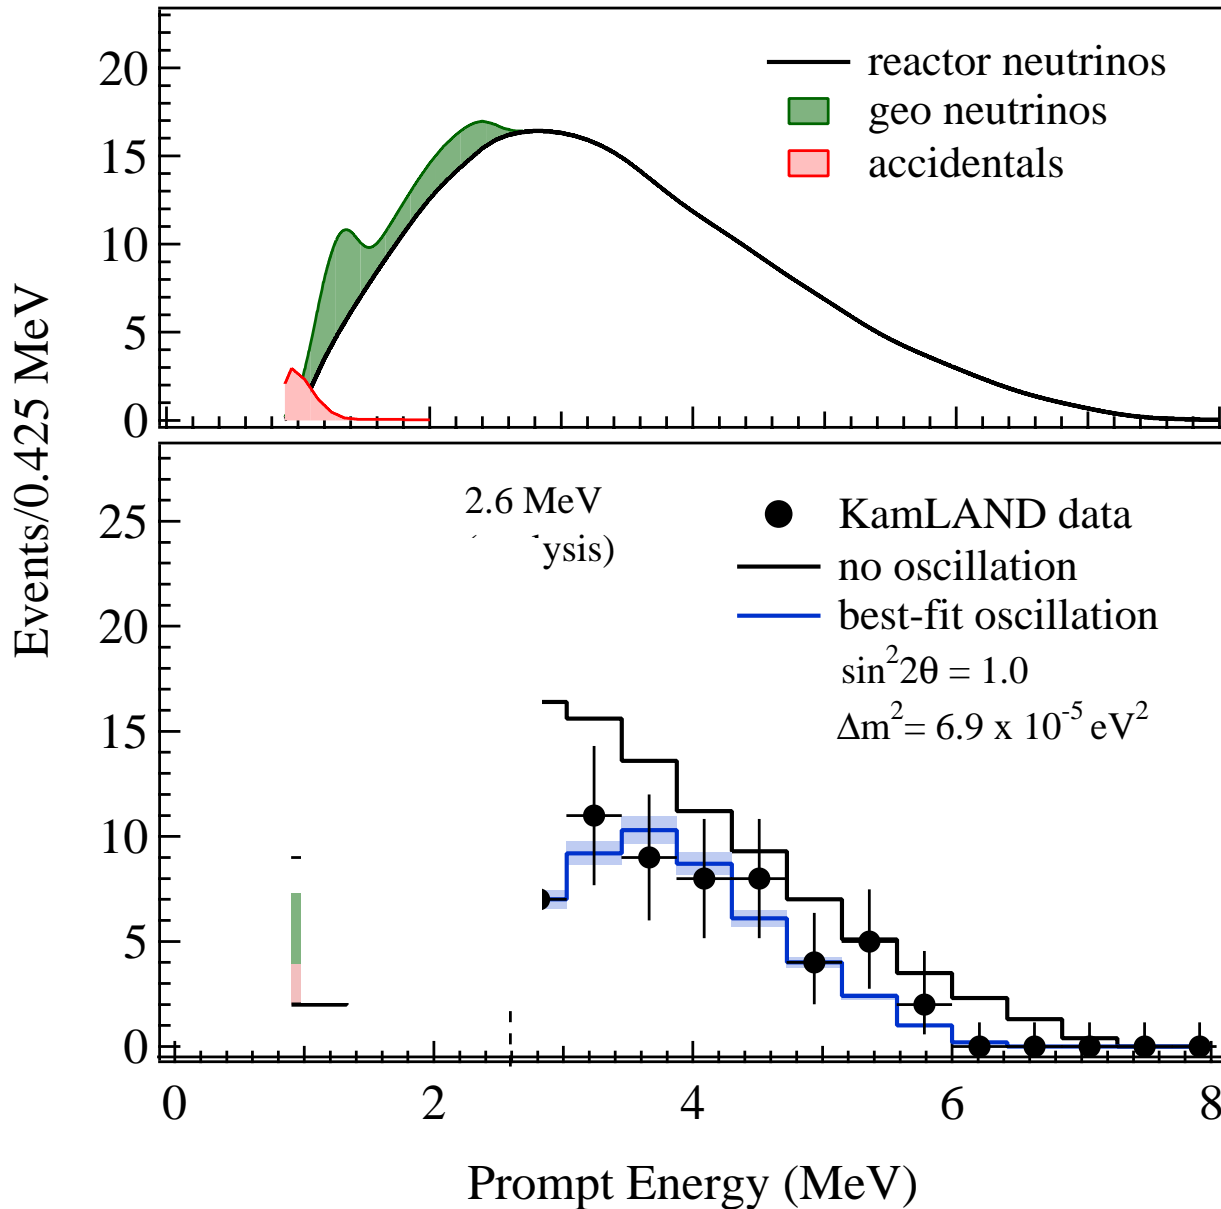 20
15
10
5
0
reactor neutrinos
geo neutrinos
accidentals
Events/0.425 MeV
25
20
15
10
5
0
2.6 MeV
ysis)
KamLAND data
no oscillation
best-fit oscillation
sin²2θ = 1.0
Δm²= 6.9 x 10⁻⁵ eV²
0 2 4 6 8
Prompt Energy (MeV)